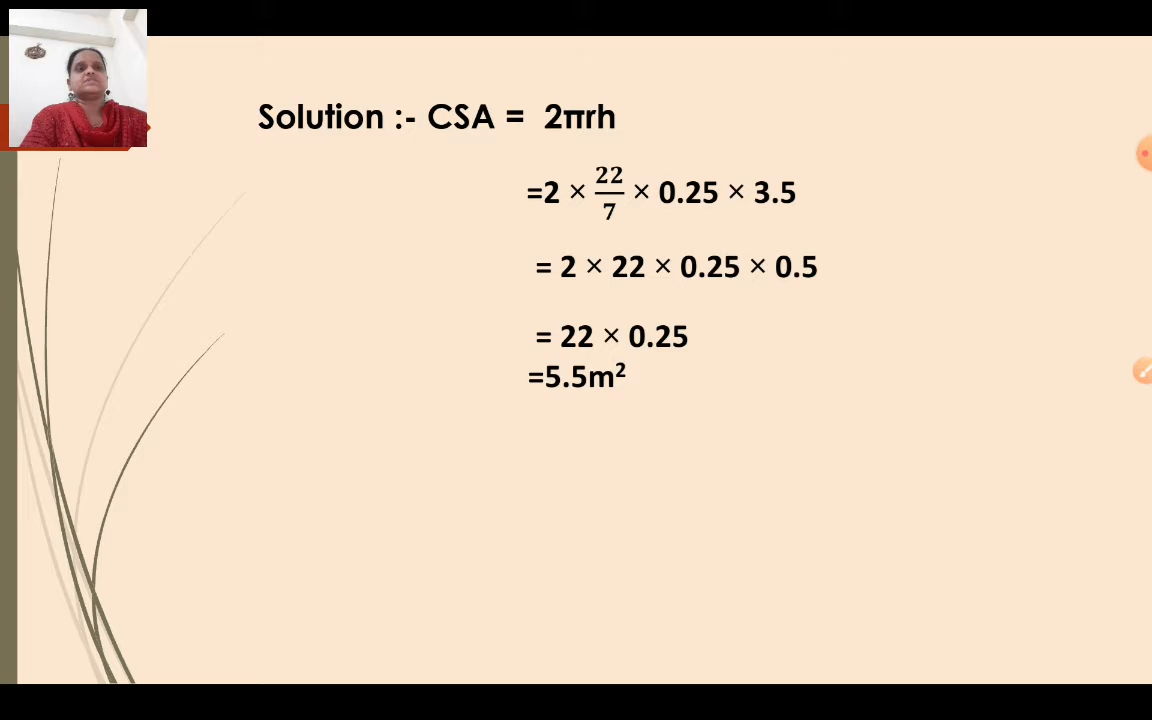 Solution :- CSA = 2πrh
=2 × 22/7 × 0.25 × 3.5
= 2 × 22 × 0.25 × 0.5
= 22 × 0.25
=5.5m²